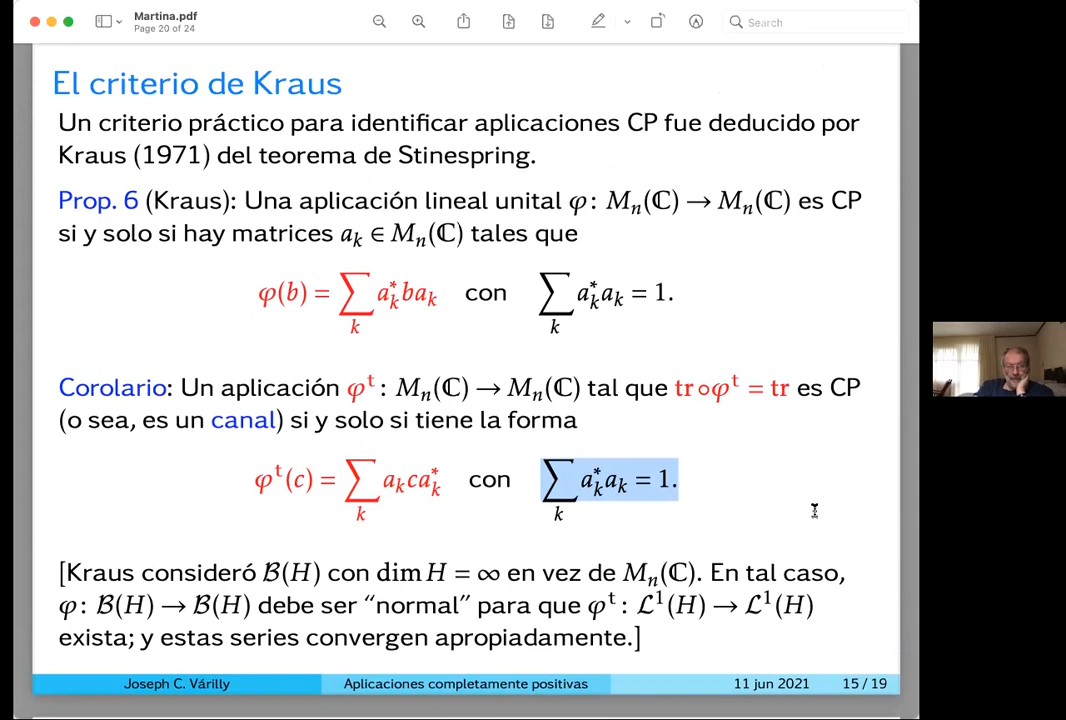 Martina.pdf
Page 20 of 24
Search
El criterio de Kraus
Un criterio práctico para identificar aplicaciones CP fue deducido por
Kraus (1971) del teorema de Stinespring.
Prop. 6 (Kraus): Una aplicación lineal unital φ: Mₙ(ℂ) → Mₙ(ℂ) es CP
si y solo si hay matrices aₖ ∈ Mₙ(ℂ) tales que
φ(b) = ∑ₖ aₖ* b aₖ con ∑ₖ aₖ* aₖ = 1.
Corolario: Un aplicación φᵗ: Mₙ(ℂ) → Mₙ(ℂ) tal que tr ∘ φᵗ = tr es CP
(o sea, es un canal) si y solo si tiene la forma
φᵗ(c) = ∑ₖ aₖ c aₖ* con ∑ₖ aₖ* aₖ = 1.
[Kraus consideró ℬ(H) con dim H = ∞ en vez de Mₙ(ℂ). En tal caso,
φ: ℬ(H) → ℬ(H) debe ser “normal” para que φᵗ: ℒ¹(H) → ℒ¹(H)
exista; y estas series convergen apropiadamente.]
Joseph C. Várilly Aplicaciones completamente positivas 11 jun 2021 15 / 19